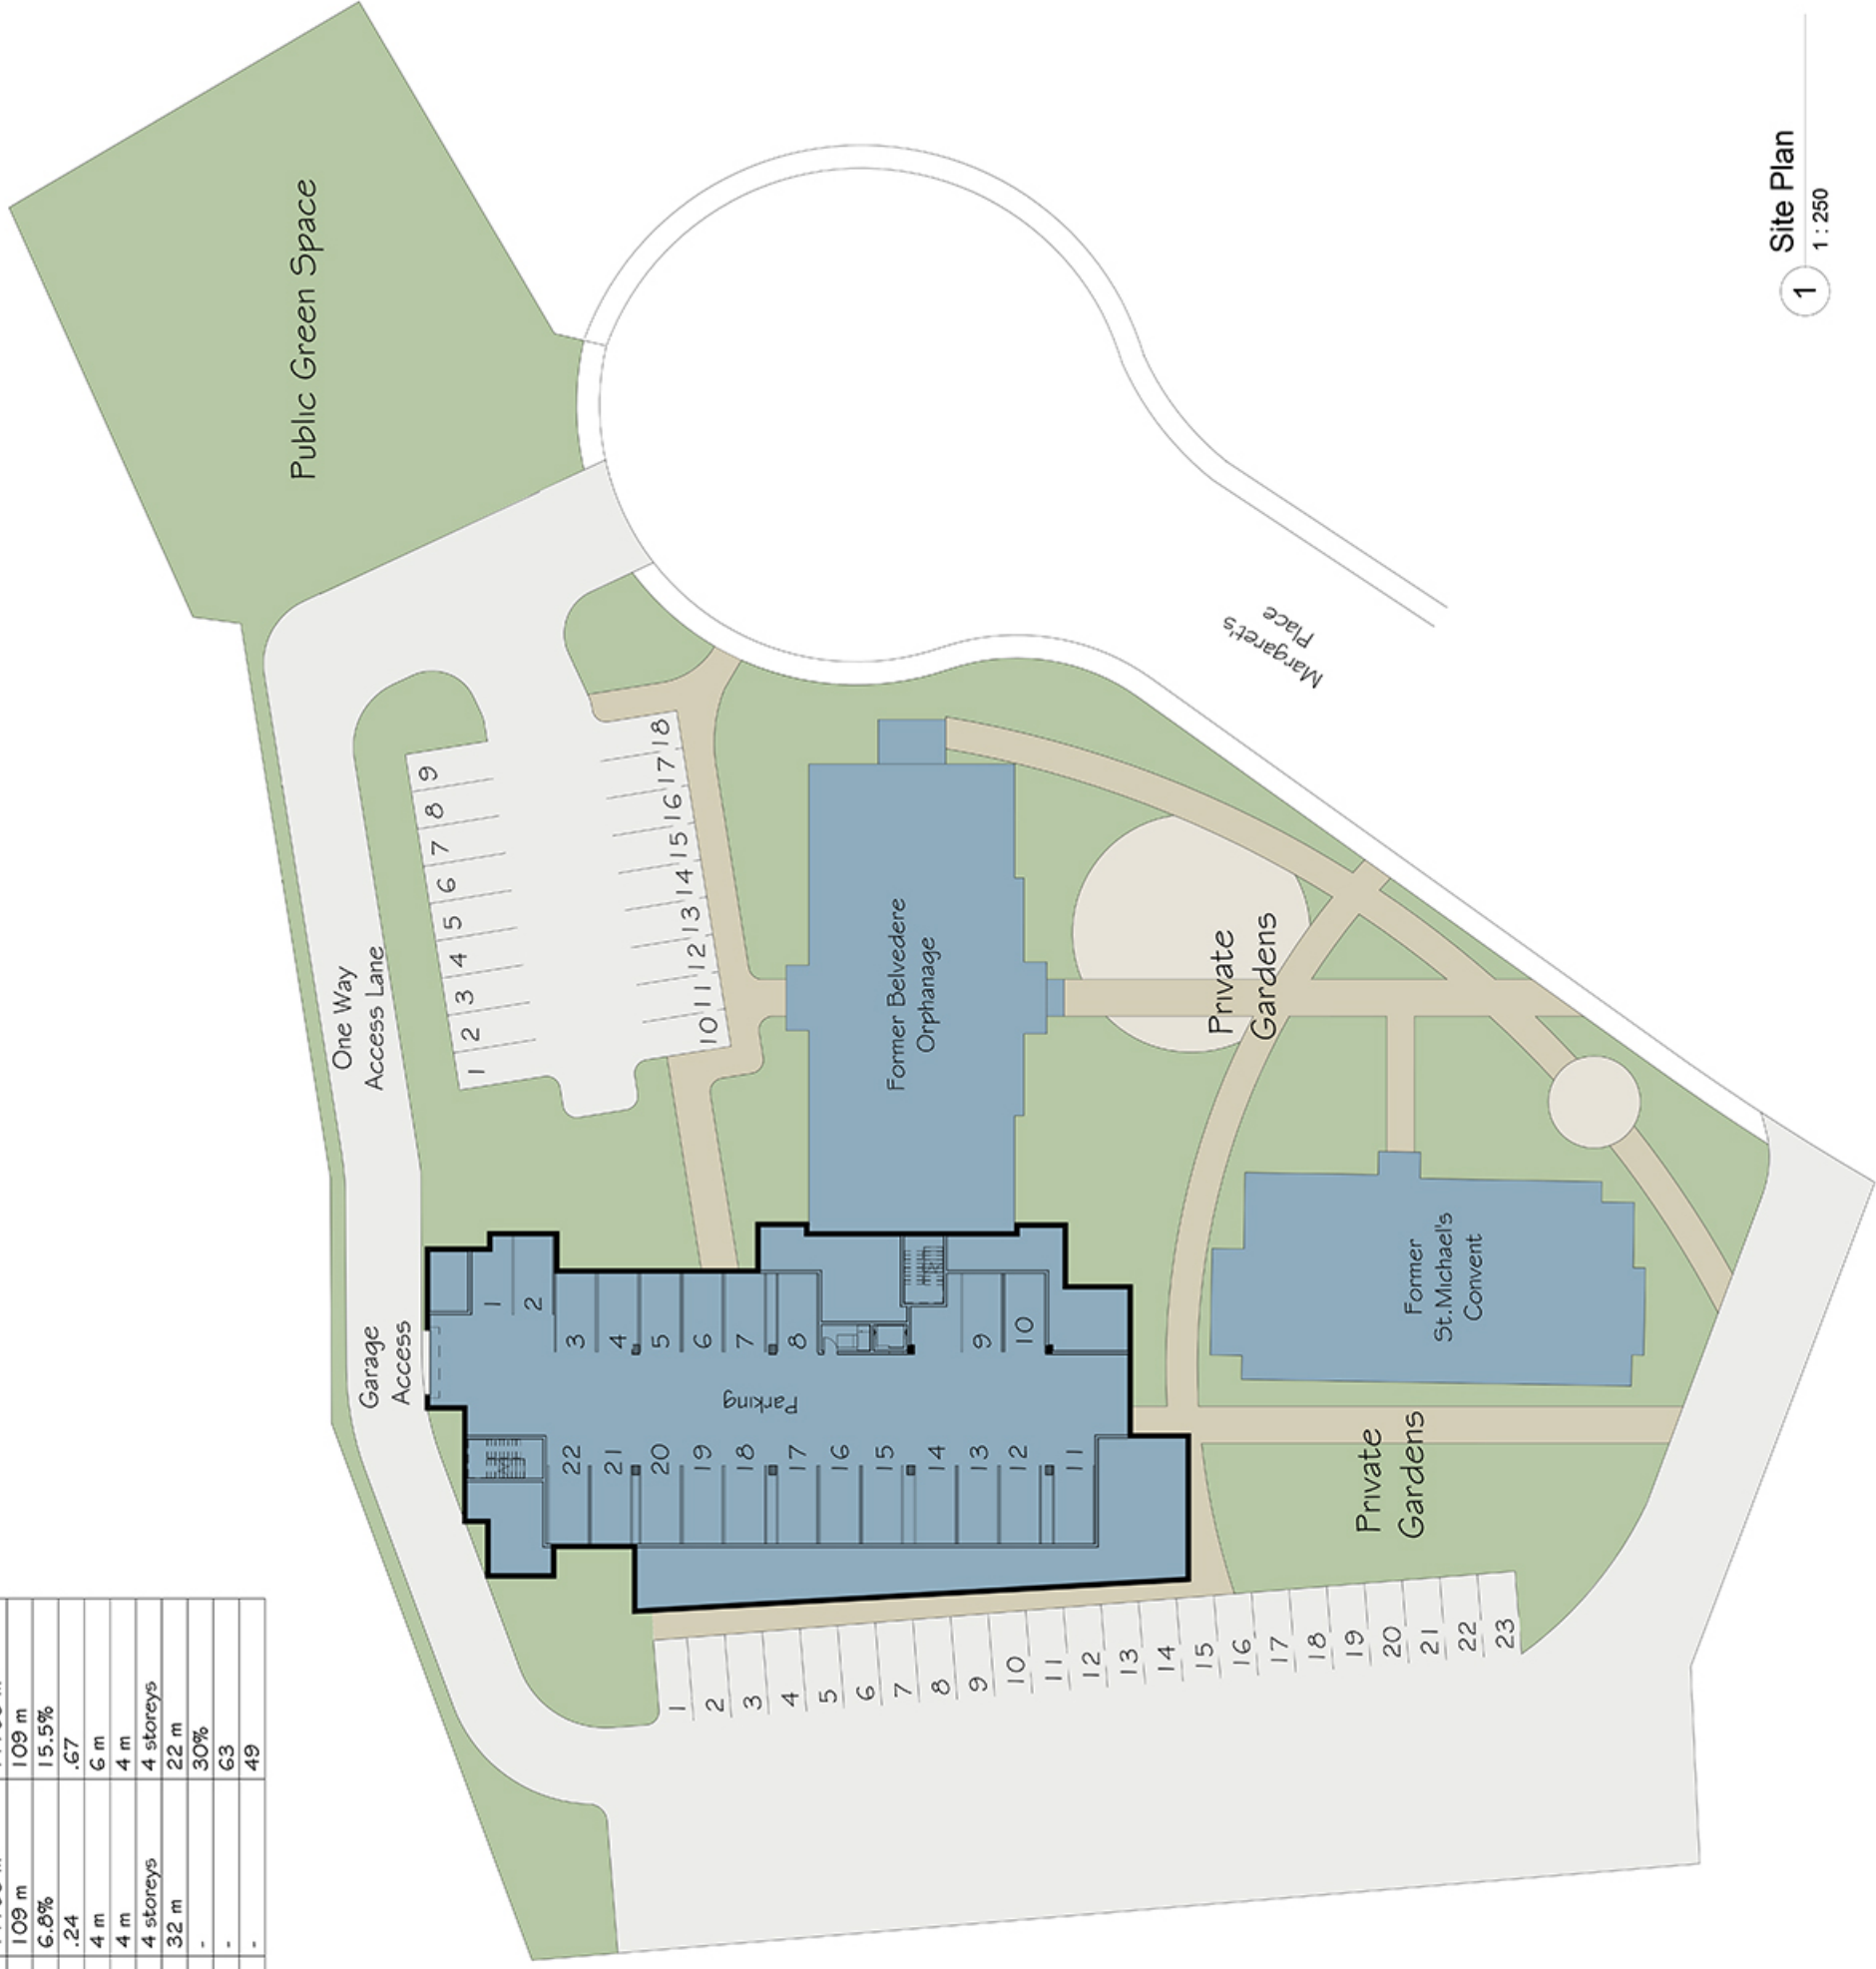 109 m 109 m
6.8% 15.5%
.24 .67
4 m 6 m
4 m 4 m
4 storeys 4 storeys
32 m 22 m
- 30%
- 63
- 49
Public Green Space
One Way
Access Lane
Garage
Access
1 2 3 4 5 6 7 8 9
10 11 12 13 14 15 16 17 18
1
2
3
4
5
6
7
8
9
10
Parking
22
21
20
19
18
17
16
15
14
13
12
11
1
2
3
4
5
6
7
8
9
10
11
12
13
14
15
16
17
18
19
20
21
22
23
Former Belvedere
Orphanage
Private
Gardens
Margaret's
Place
Former
St.Michael's
Convent
Private
Gardens
1 Site Plan
1 : 250